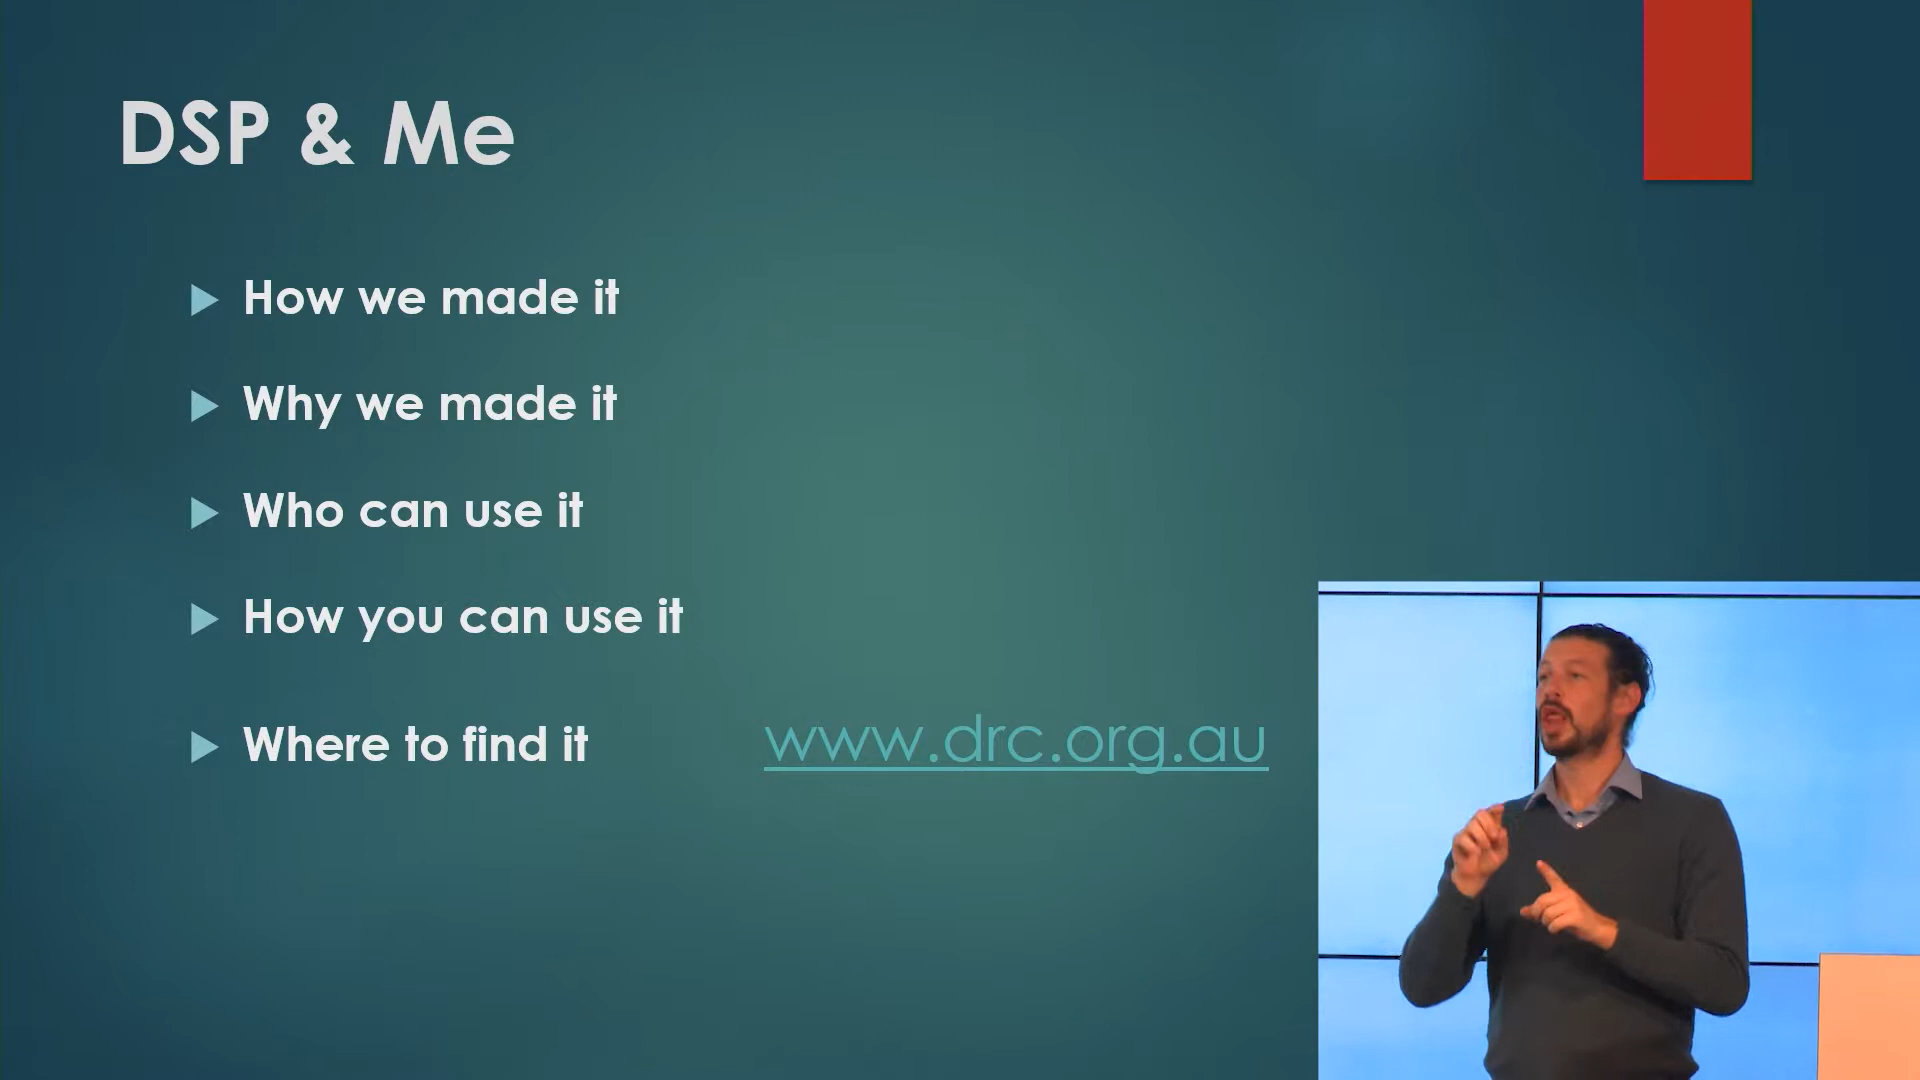 DSP & Me
How we made it
Why we made it
Who can use it
How you can use it
Where to find it www.drc.org.au